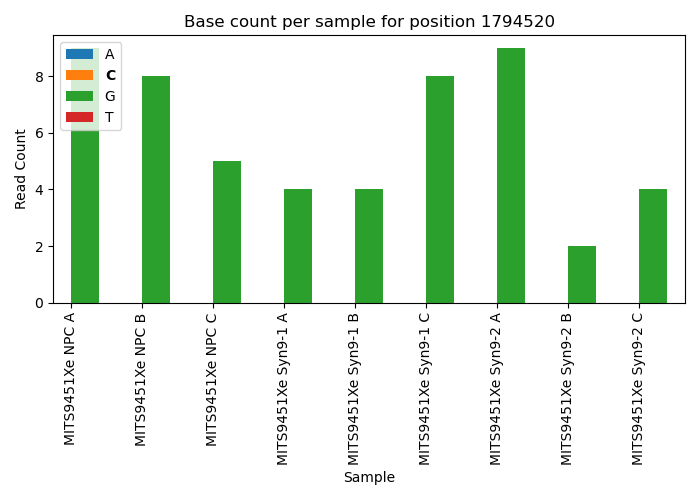 Base count per sample for position 1794520
A
C
G
T
Read Count
8
6
4
2
0
MITS9451Xe NPC A
MITS9451Xe NPC B
MITS9451Xe NPC C
MITS9451Xe Syn9-1 A
MITS9451Xe Syn9-1 B
MITS9451Xe Syn9-1 C
MITS9451Xe Syn9-2 A
MITS9451Xe Syn9-2 B
MITS9451Xe Syn9-2 C
Sample